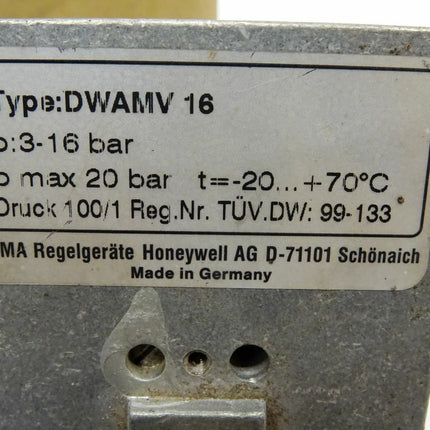 Type:DWAMV 16
p:3-16 bar
p max 20 bar t=-20...+70°C
Druck 100/1 Reg.Nr. TÜV.DW: 99-133
MA Regelgeräte Honeywell AG D-71101 Schönaich
Made in Germany